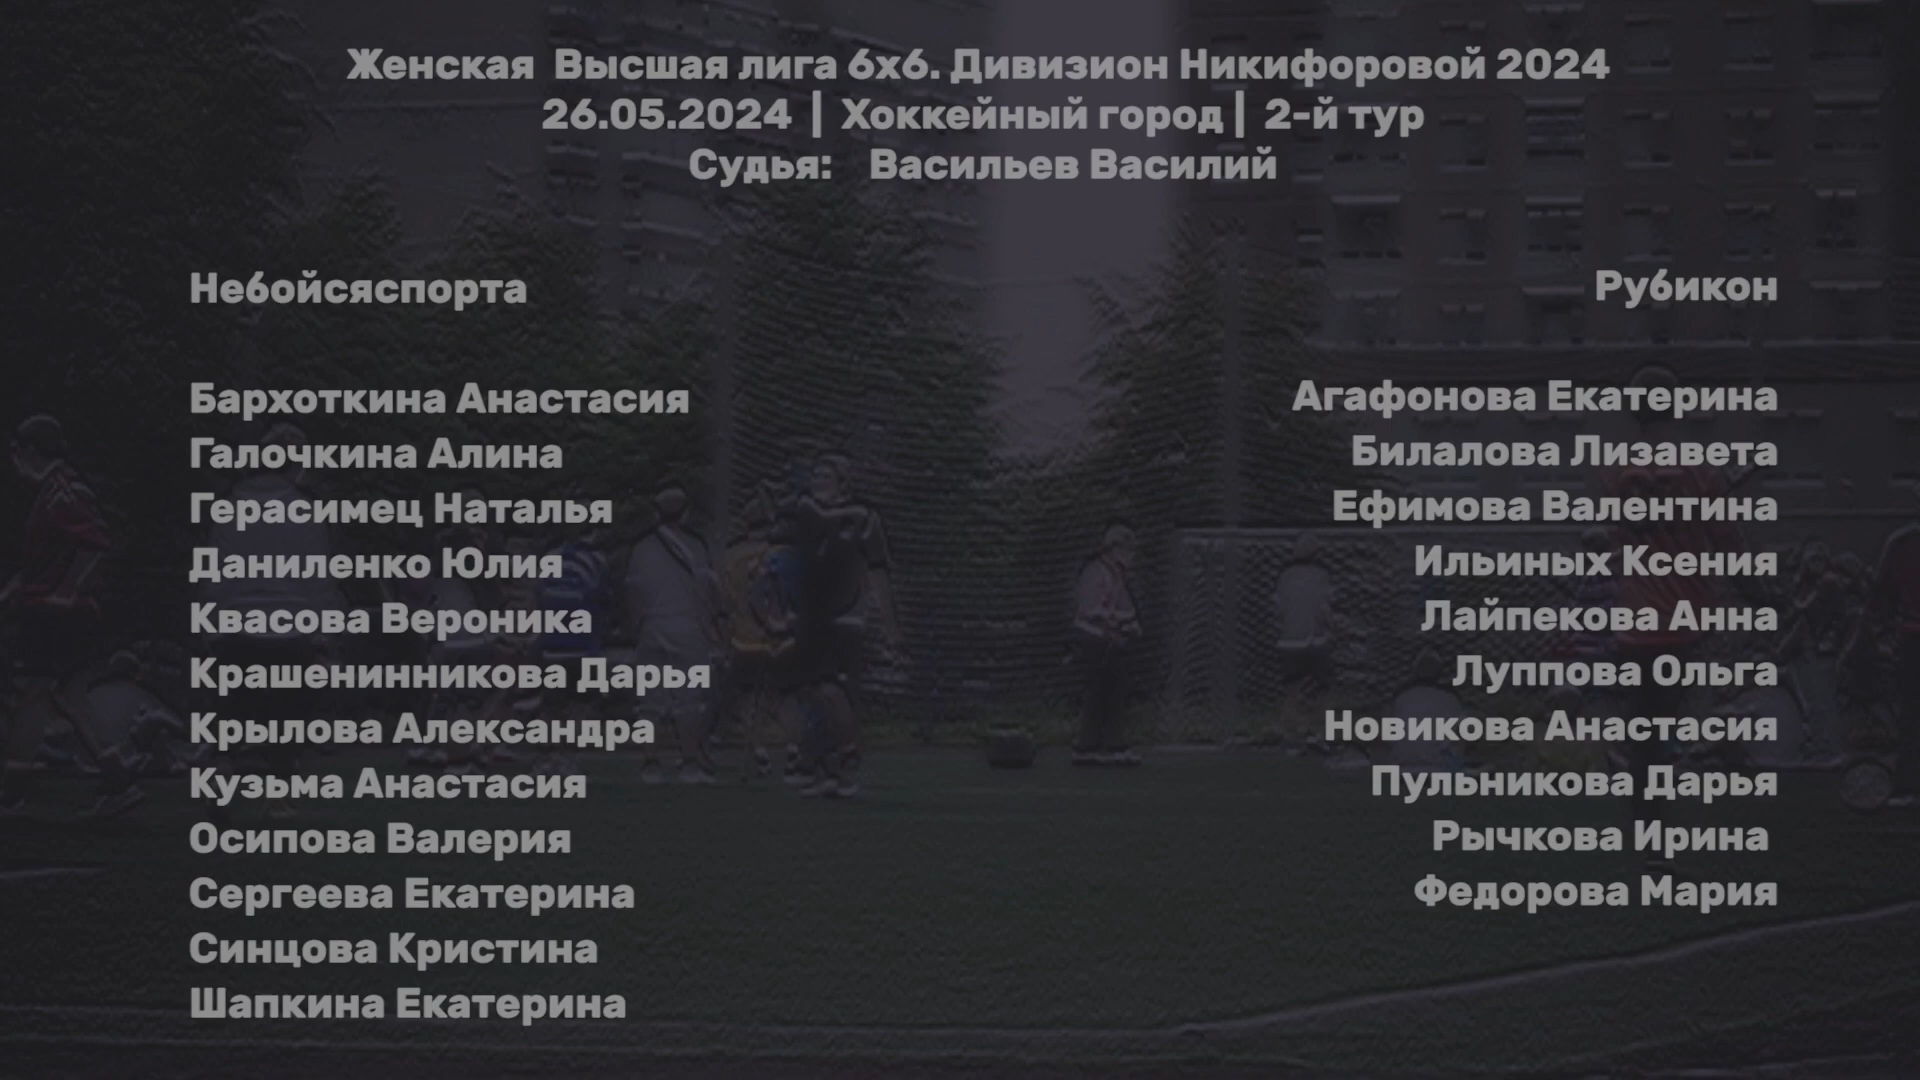 Женская Высшая лига 6х6. Дивизион Никифоровой 2024
26.05.2024 | Хоккейный город | 2-й тур
Судья: Васильев Василий
Небойсяспорта
Рубикон
Бархоткина Анастасия
Галочкина Алина
Герасимец Наталья
Даниленко Юлия
Квасова Вероника
Крашенинникова Дарья
Крылова Александра
Кузьма Анастасия
Осипова Валерия
Сергеева Екатерина
Синцова Кристина
Шапкина Екатерина
Агафонова Екатерина
Билалова Лизавета
Ефимова Валентина
Ильиных Ксения
Лайпекова Анна
Луппова Ольга
Новикова Анастасия
Пульникова Дарья
Рычкова Ирина
Федорова Мария